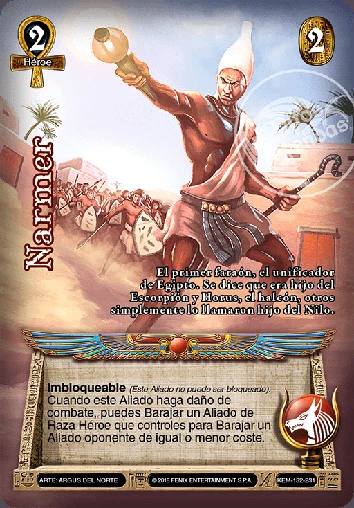 2
Héroe
2
Narmer
El primer faraón, el unificador
de Egipto. Se dice que era hijo del
Escorpión y Horus, el halcón, otros
simplemente lo llamaron hijo del Nilo.
Imbloqueable (Este Aliado no puede ser bloqueado).
Cuando este Aliado haga daño de
combate, puedes Barajar un Aliado de
Raza Héroe que controles para Barajar un
Aliado oponente de igual o menor coste.
ARTE: ARGUS DEL NORTE
KEM-132-231